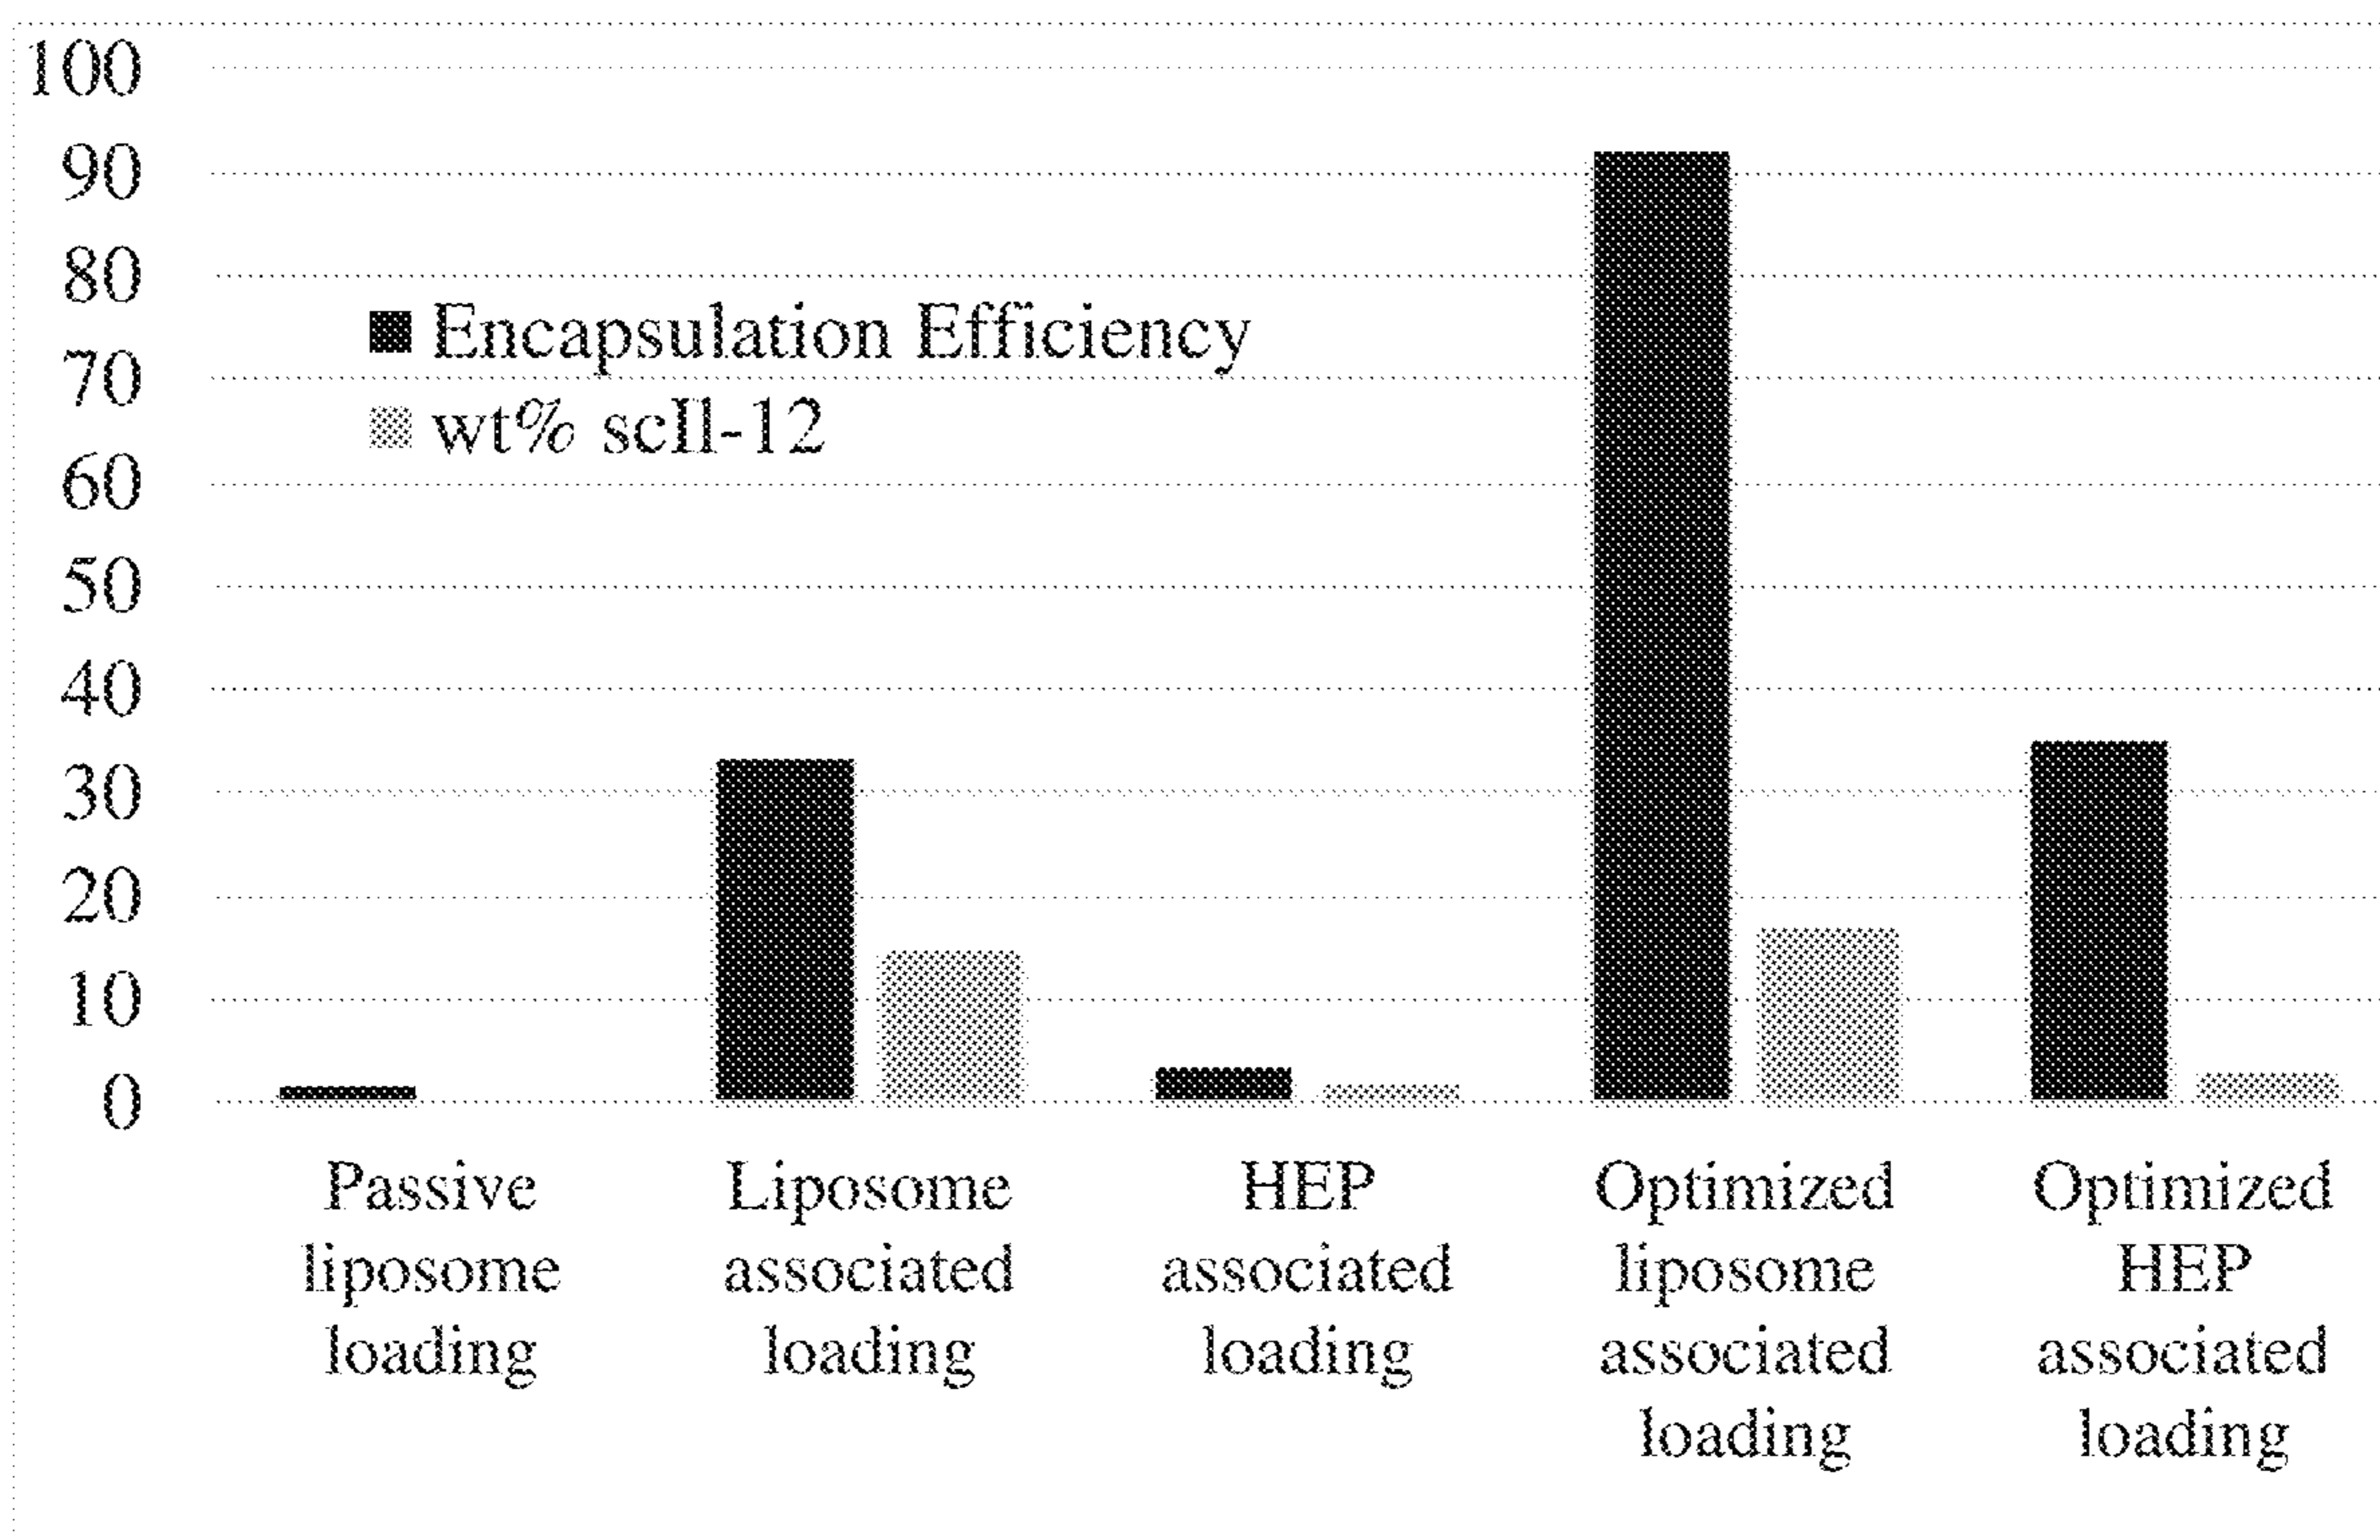 100
90
80
70
60
50
40
30
20
10
0
Encapsulation Efficiency
wt% scIl-12
Passive
liposome
loading
Liposome
associated
loading
HEP
associated
loading
Optimized
liposome
associated
loading
Optimized
HEP
associated
loading